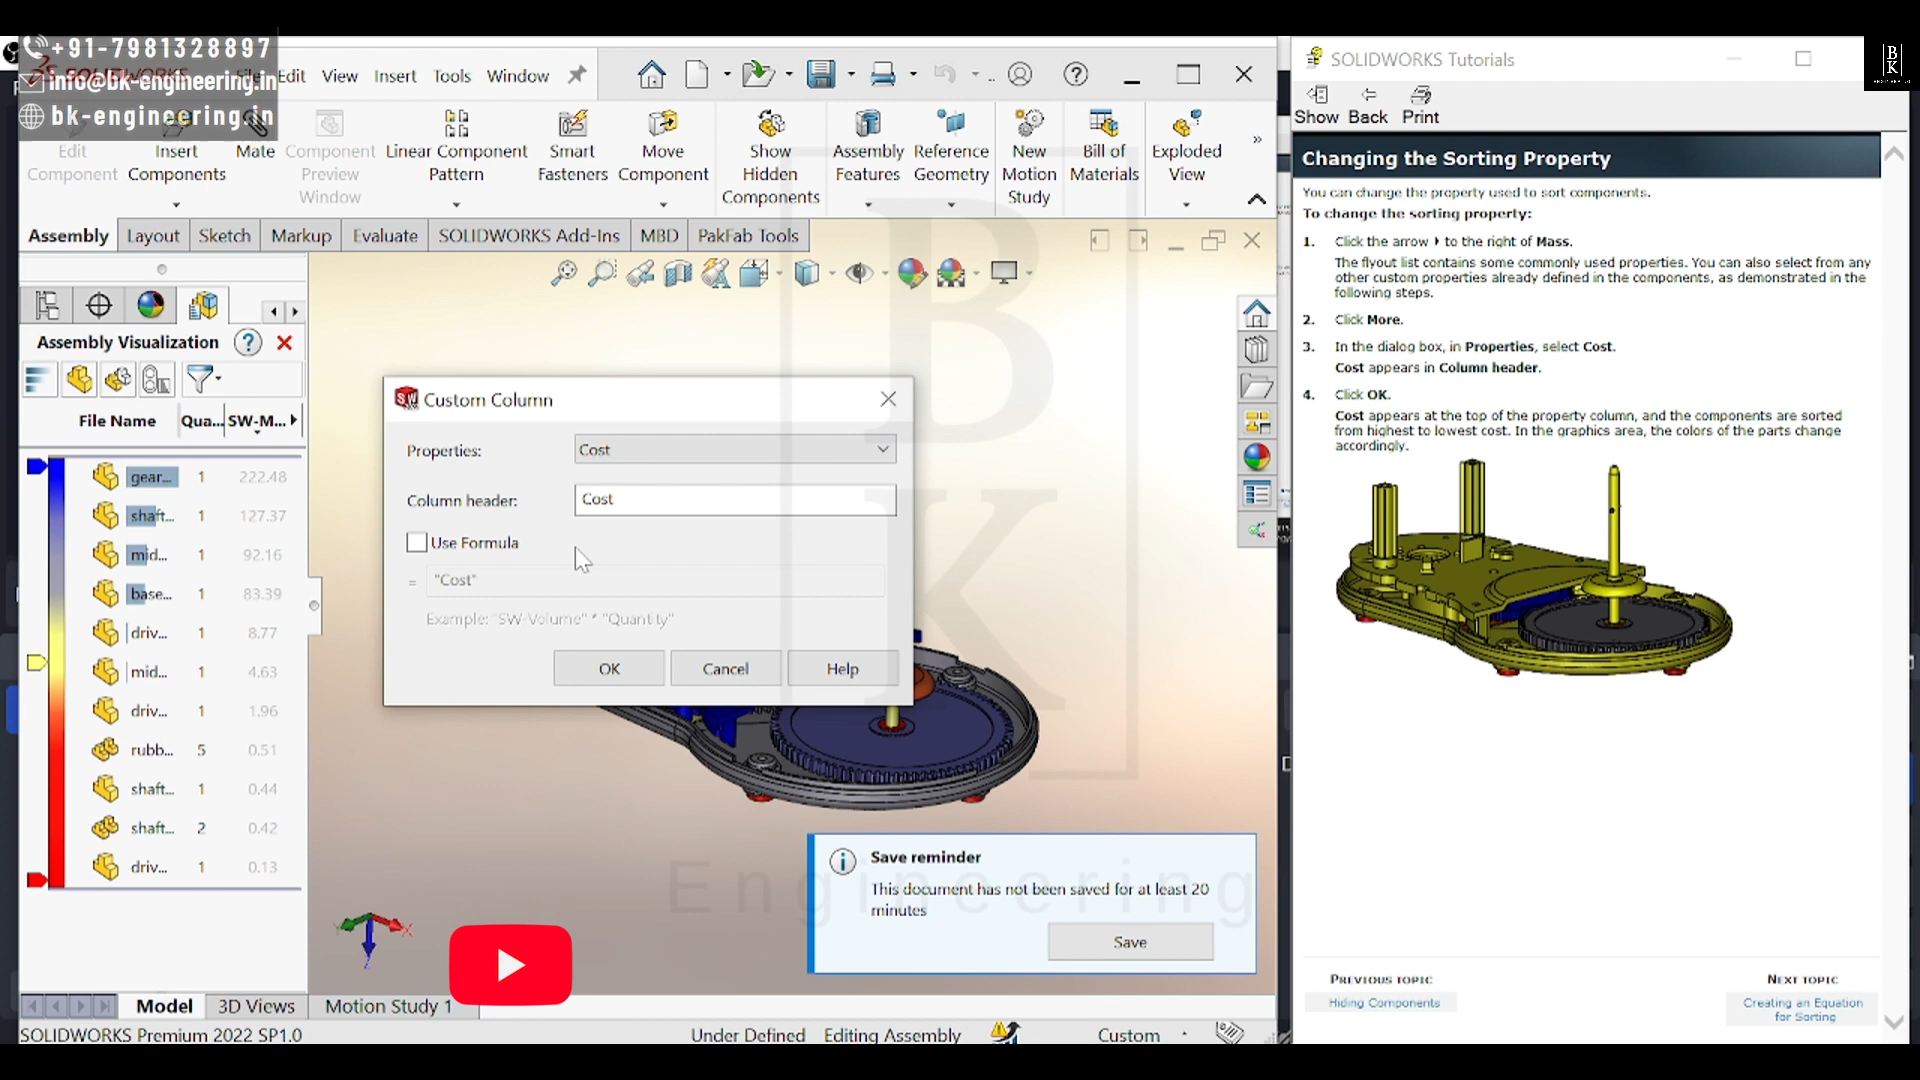 +91-7981328897
info@bk-engineering.in
bk-engineering.in
Edit View Insert Tools Window
Edit Component
Insert Components
Mate
Component Preview Window
Linear Component Pattern
Smart Fasteners
Move Component
Show Hidden Components
Assembly Features
Reference Geometry
New Motion Study
Bill of Materials
Exploded View
Assembly Layout Sketch Markup Evaluate SOLIDWORKS Add-Ins MBD PakFab Tools
Assembly Visualization
File Name Qua... SW-M...
gear... 1 222.48
shaft... 1 127.37
mid... 1 92.16
base... 1 83.39
driv... 1 8.77
mid... 1 4.63
driv... 1 1.96
rubb... 5 0.51
shaft... 1 0.44
shaft... 2 0.42
driv... 1 0.13
Custom Column
Properties: Cost
Column header: Cost
Use Formula
= "Cost"
Example: "SW-Volume" * "Quantity"
OK Cancel Help
BK
Engineering
Save reminder
This document has not been saved for at least 20
minutes
Save
Model 3D Views Motion Study 1
SOLIDWORKS Premium 2022 SP1.0
Under Defined Editing Assembly Custom
SOLIDWORKS Tutorials
BK
Show Back Print
Changing the Sorting Property
You can change the property used to sort components.
To change the sorting property:
1. Click the arrow to the right of Mass.
The flyout list contains some commonly used properties. You can also select from any
other custom properties already defined in the components, as demonstrated in the
following steps.
2. Click More.
3. In the dialog box, in Properties, select Cost.
Cost appears in Column header.
4. Click OK.
Cost appears at the top of the property column, and the components are sorted
from highest to lowest cost. In the graphics area, the colors of the parts change
accordingly.
PREVIOUS TOPIC
Hiding Components
NEXT TOPIC
Creating an Equation
for Sorting